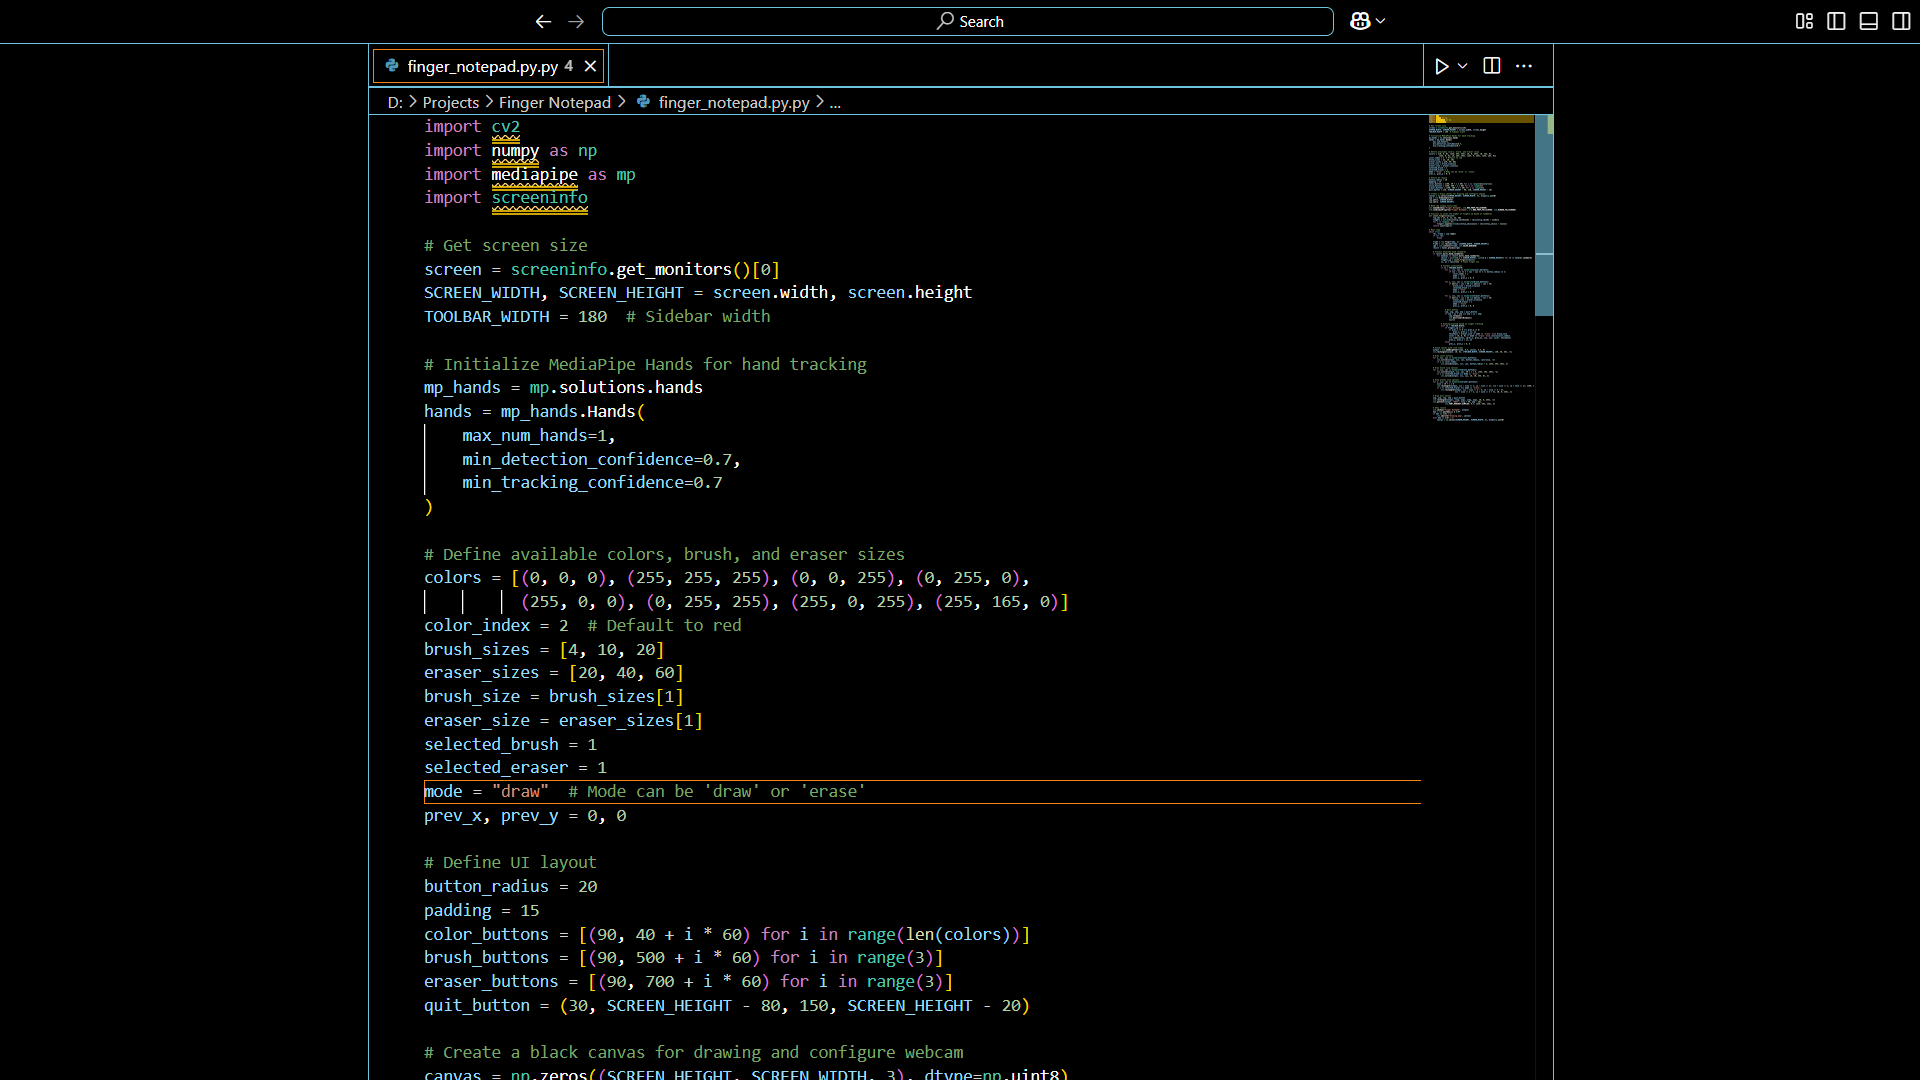 Search
finger_notepad.py.py 4
D: > Projects > Finger Notepad > finger_notepad.py.py > ...
import cv2
import numpy as np
import mediapipe as mp
import screeninfo
# Get screen size
screen = screeninfo.get_monitors()[0]
SCREEN_WIDTH, SCREEN_HEIGHT = screen.width, screen.height
TOOLBAR_WIDTH = 180  # Sidebar width
# Initialize MediaPipe Hands for hand tracking
mp_hands = mp.solutions.hands
hands = mp_hands.Hands(
    max_num_hands=1,
    min_detection_confidence=0.7,
    min_tracking_confidence=0.7
)
# Define available colors, brush, and eraser sizes
colors = [(0, 0, 0), (255, 255, 255), (0, 0, 255), (0, 255, 0),
          (255, 0, 0), (0, 255, 255), (255, 0, 255), (255, 165, 0)]
color_index = 2  # Default to red
brush_sizes = [4, 10, 20]
eraser_sizes = [20, 40, 60]
brush_size = brush_sizes[1]
eraser_size = eraser_sizes[1]
selected_brush = 1
selected_eraser = 1
mode = "draw"  # Mode can be 'draw' or 'erase'
prev_x, prev_y = 0, 0
# Define UI layout
button_radius = 20
padding = 15
color_buttons = [(90, 40 + i * 60) for i in range(len(colors))]
brush_buttons = [(90, 500 + i * 60) for i in range(3)]
eraser_buttons = [(90, 700 + i * 60) for i in range(3)]
quit_button = (30, SCREEN_HEIGHT - 80, 150, SCREEN_HEIGHT - 20)
# Create a black canvas for drawing and configure webcam
canvas = np.zeros((SCREEN_HEIGHT, SCREEN_WIDTH, 3), dtype=np.uint8)